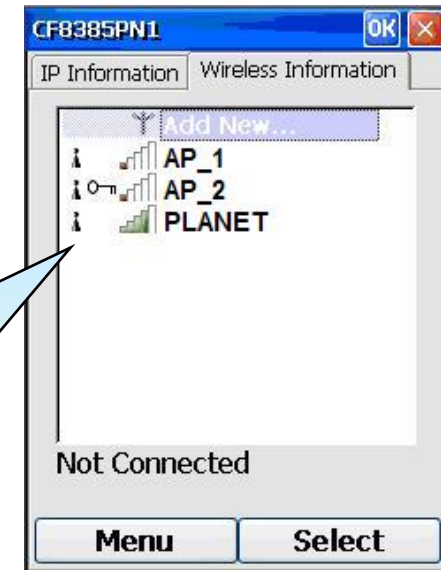 CF8385PN1 OK
IP Information Wireless Information
Add New...
AP_1
AP_2
PLANET
Not Connected
Menu Select